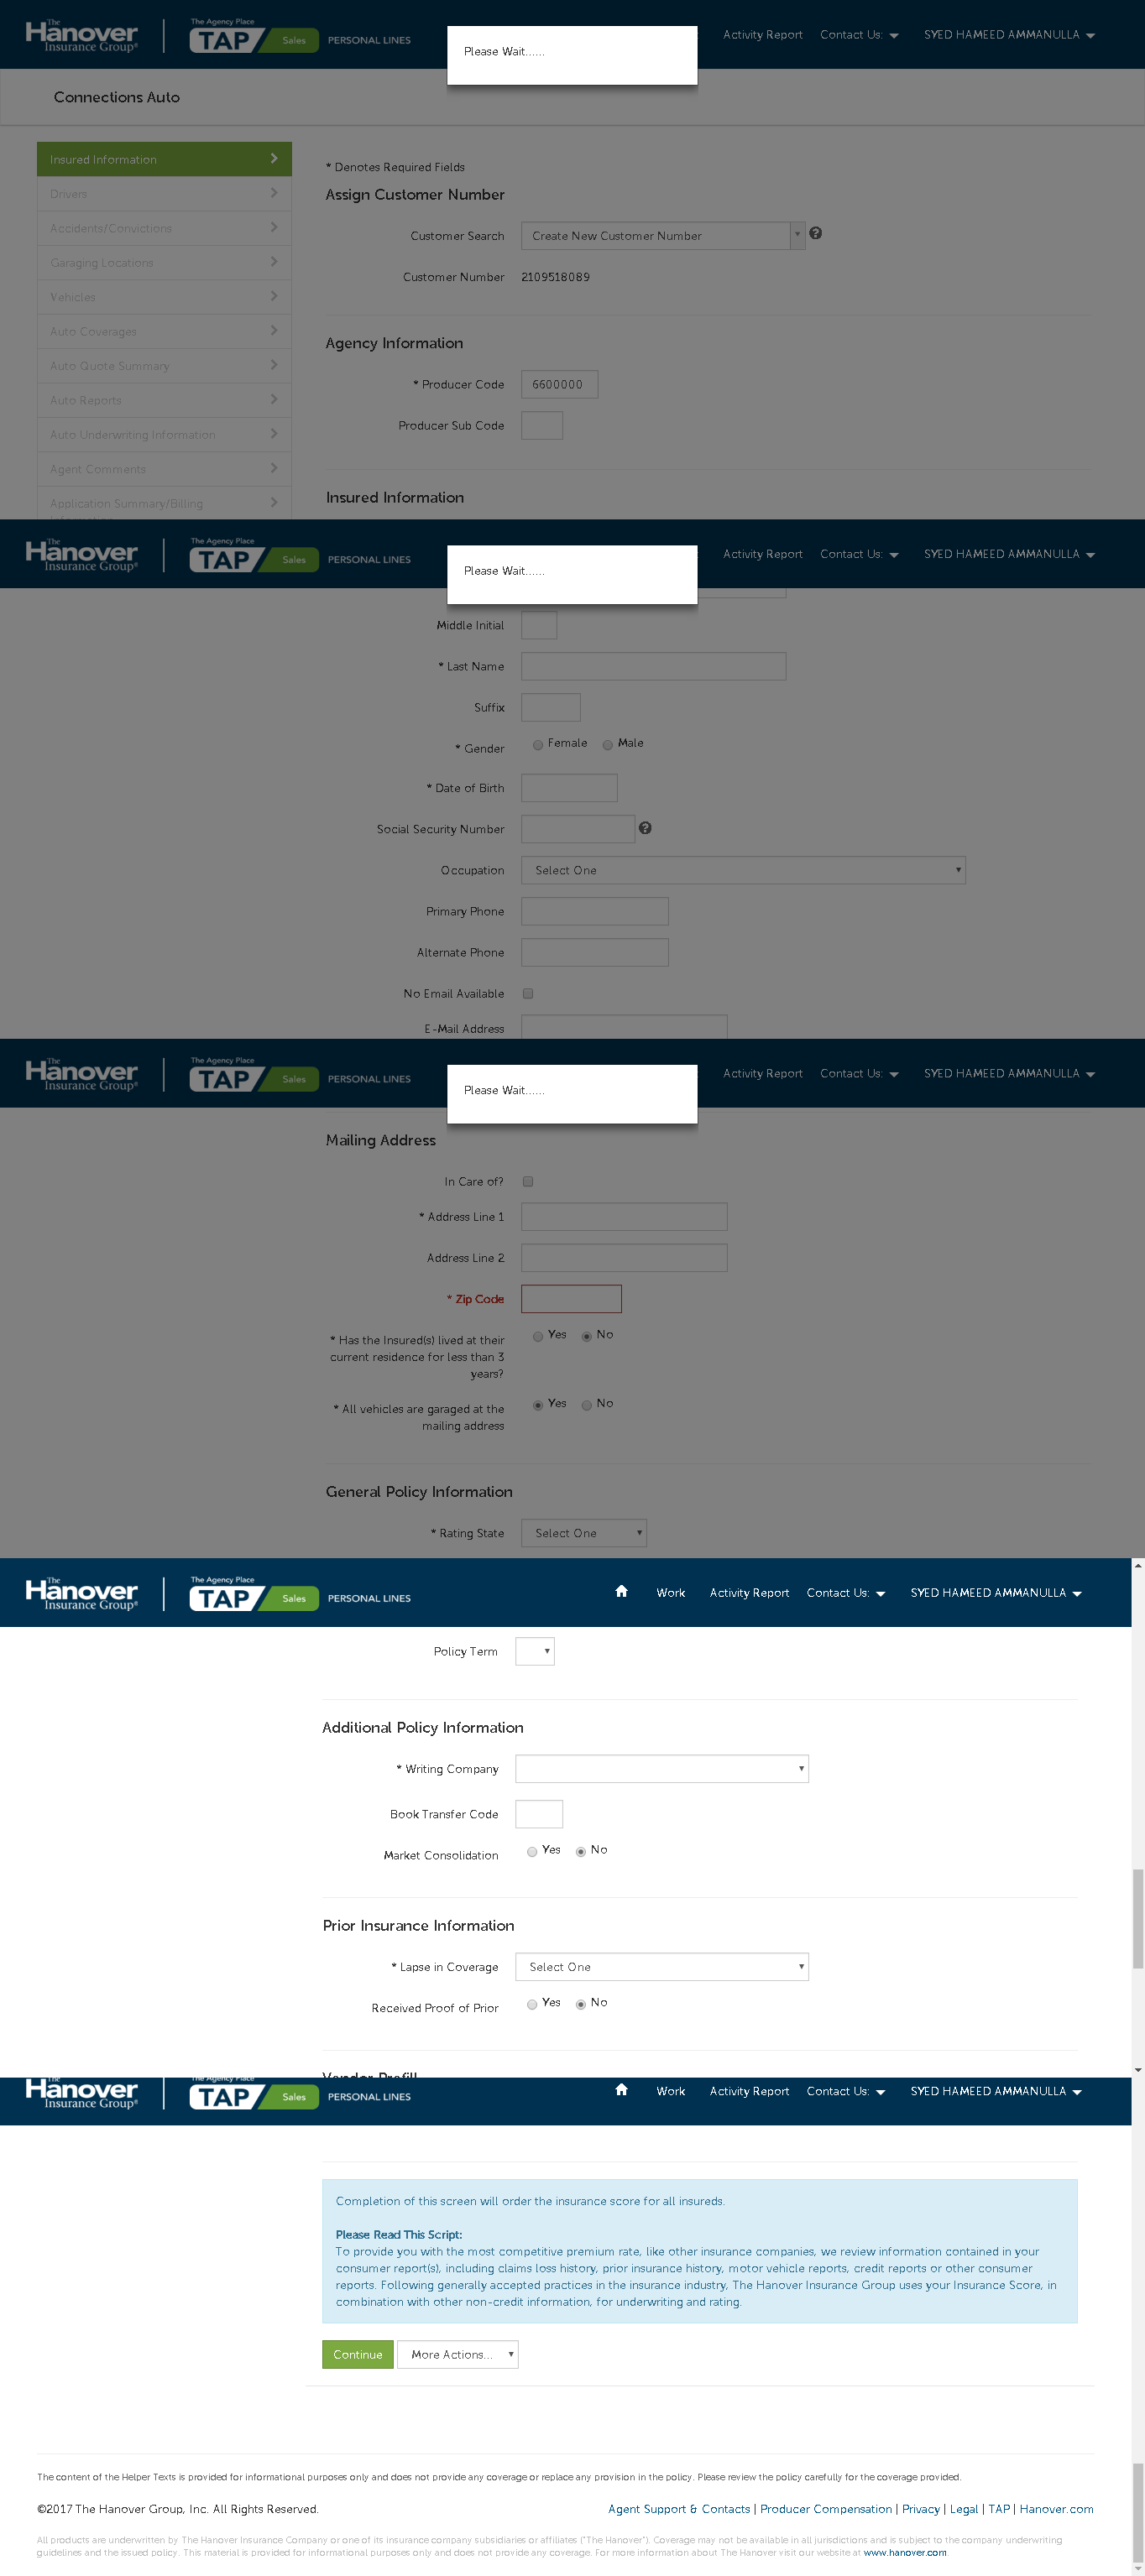 The Hanover Insurance Group®
The Agency Place
TAP Sales PERSONAL LINES
Activity Report Contact Us: SYED HAMEED AMMANULLA
Please Wait......
Connections Auto
Insured Information
Drivers
Accidents/Convictions
Garaging Locations
Vehicles
Auto Coverages
Auto Quote Summary
Auto Reports
Auto Underwriting Information
Agent Comments
Application Summary/Billing
* Denotes Required Fields
Assign Customer Number
Customer Search Create New Customer Number
Customer Number 2109518089
Agency Information
* Producer Code 6600000
Producer Sub Code
Insured Information
The Hanover Insurance Group®
The Agency Place
TAP Sales PERSONAL LINES
Activity Report Contact Us: SYED HAMEED AMMANULLA
Please Wait......
Middle Initial
* Last Name
Suffix
* Gender Female Male
* Date of Birth
Social Security Number
Occupation Select One
Primary Phone
Alternate Phone
No Email Available
E-Mail Address
The Hanover Insurance Group®
The Agency Place
TAP Sales PERSONAL LINES
Activity Report Contact Us: SYED HAMEED AMMANULLA
Please Wait......
Mailing Address
In Care of?
* Address Line 1
Address Line 2
* Zip Code
* Has the Insured(s) lived at their
current residence for less than 3
years?
Yes No
* All vehicles are garaged at the
mailing address
Yes No
General Policy Information
* Rating State Select One
The Hanover Insurance Group®
The Agency Place
TAP Sales PERSONAL LINES
Work Activity Report Contact Us: SYED HAMEED AMMANULLA
Policy Term
Additional Policy Information
* Writing Company
Book Transfer Code
Market Consolidation Yes No
Prior Insurance Information
* Lapse in Coverage Select One
Received Proof of Prior Yes No
Vendor Prefill
Hanover Insurance Group®
The Agency Place
TAP Sales PERSONAL LINES
Work Activity Report Contact Us: SYED HAMEED AMMANULLA
Completion of this screen will order the insurance score for all insureds.
Please Read This Script:
To provide you with the most competitive premium rate, like other insurance companies, we review information contained in your
consumer report(s), including claims loss history, prior insurance history, motor vehicle reports, credit reports or other consumer
reports. Following generally accepted practices in the insurance industry, The Hanover Insurance Group uses your Insurance Score, in
combination with other non-credit information, for underwriting and rating.
Continue More Actions...
The content of the Helper Texts is provided for informational purposes only and does not provide any coverage or replace any provision in the policy. Please review the policy carefully for the coverage provided.
©2017 The Hanover Group, Inc. All Rights Reserved.
Agent Support & Contacts | Producer Compensation | Privacy | Legal | TAP | Hanover.com
All products are underwritten by The Hanover Insurance Company or one of its insurance company subsidiaries or affiliates ("The Hanover"). Coverage may not be available in all jurisdictions and is subject to the company underwriting
guidelines and the issued policy. This material is provided for informational purposes only and does not provide any coverage. For more information about The Hanover visit our website at www.hanover.com.